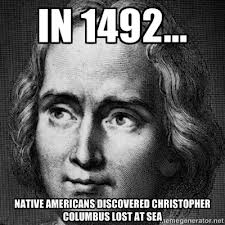 IN 1492...
NATIVE AMERICANS DISCOVERED CHRISTOPHER
COLUMBUS LOST AT SEA
memegenerator.net